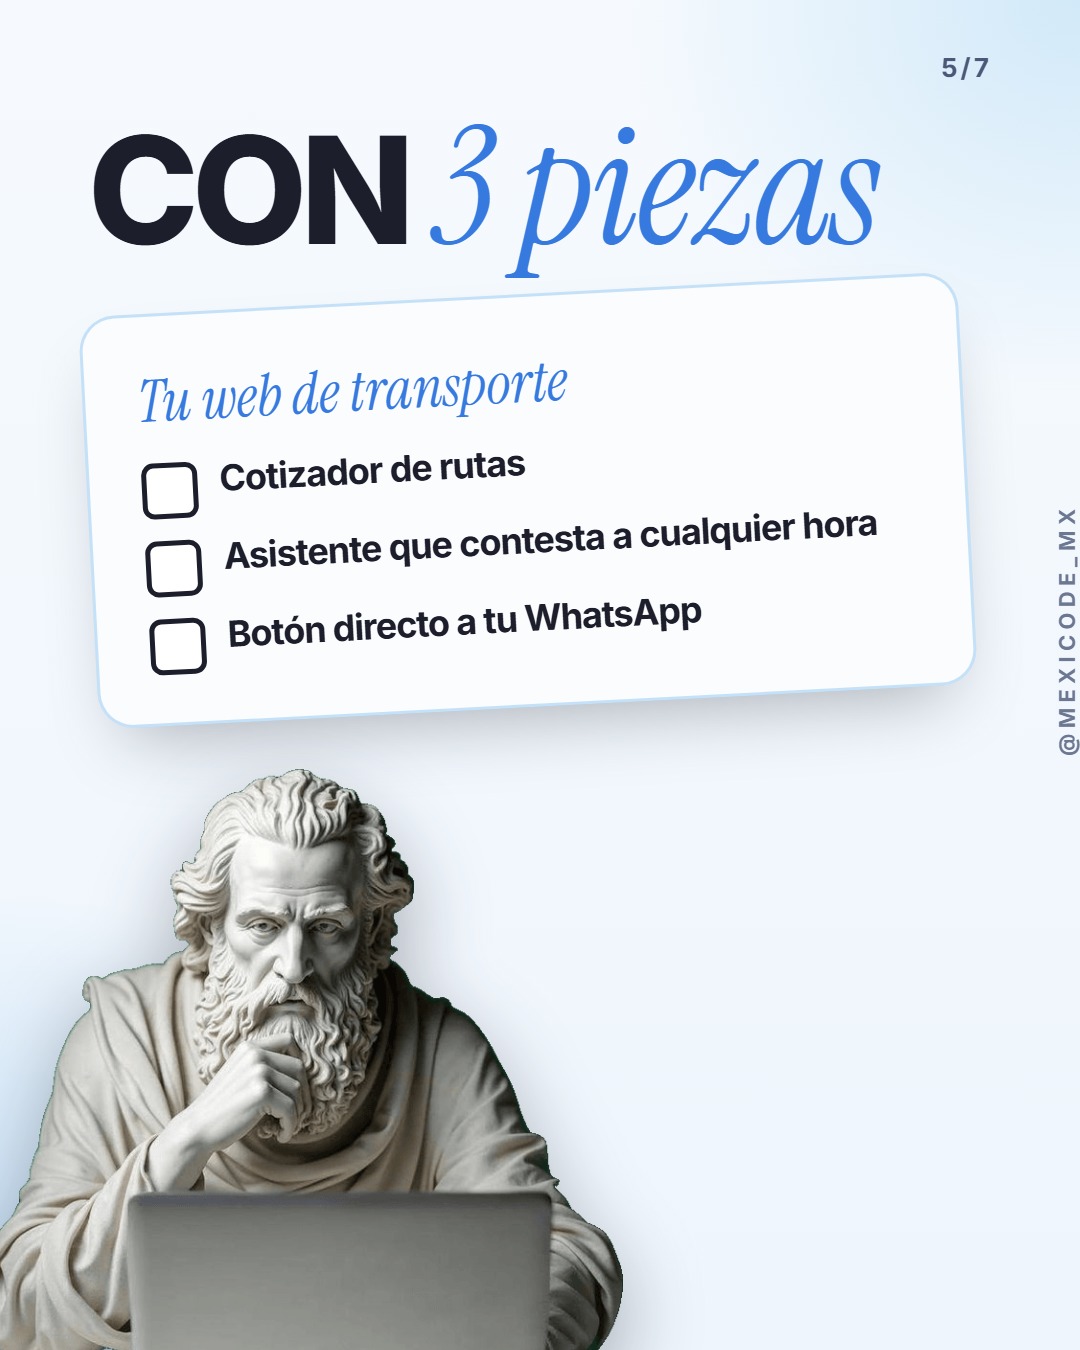 5/7
CON 3 piezas
Tu web de transporte
Cotizador de rutas
Asistente que contesta a cualquier hora
Botón directo a tu WhatsApp
@MEXICODE_MX